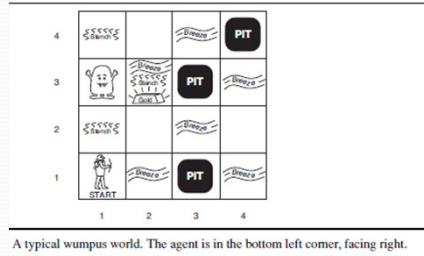 4 Stench Breeze PIT
Breeze
3 Stench PIT Breeze
Gold
2 Stench Breeze
1 Breeze PIT Breeze
START
1 2 3 4
A typical wumpus world. The agent is in the bottom left corner, facing right.